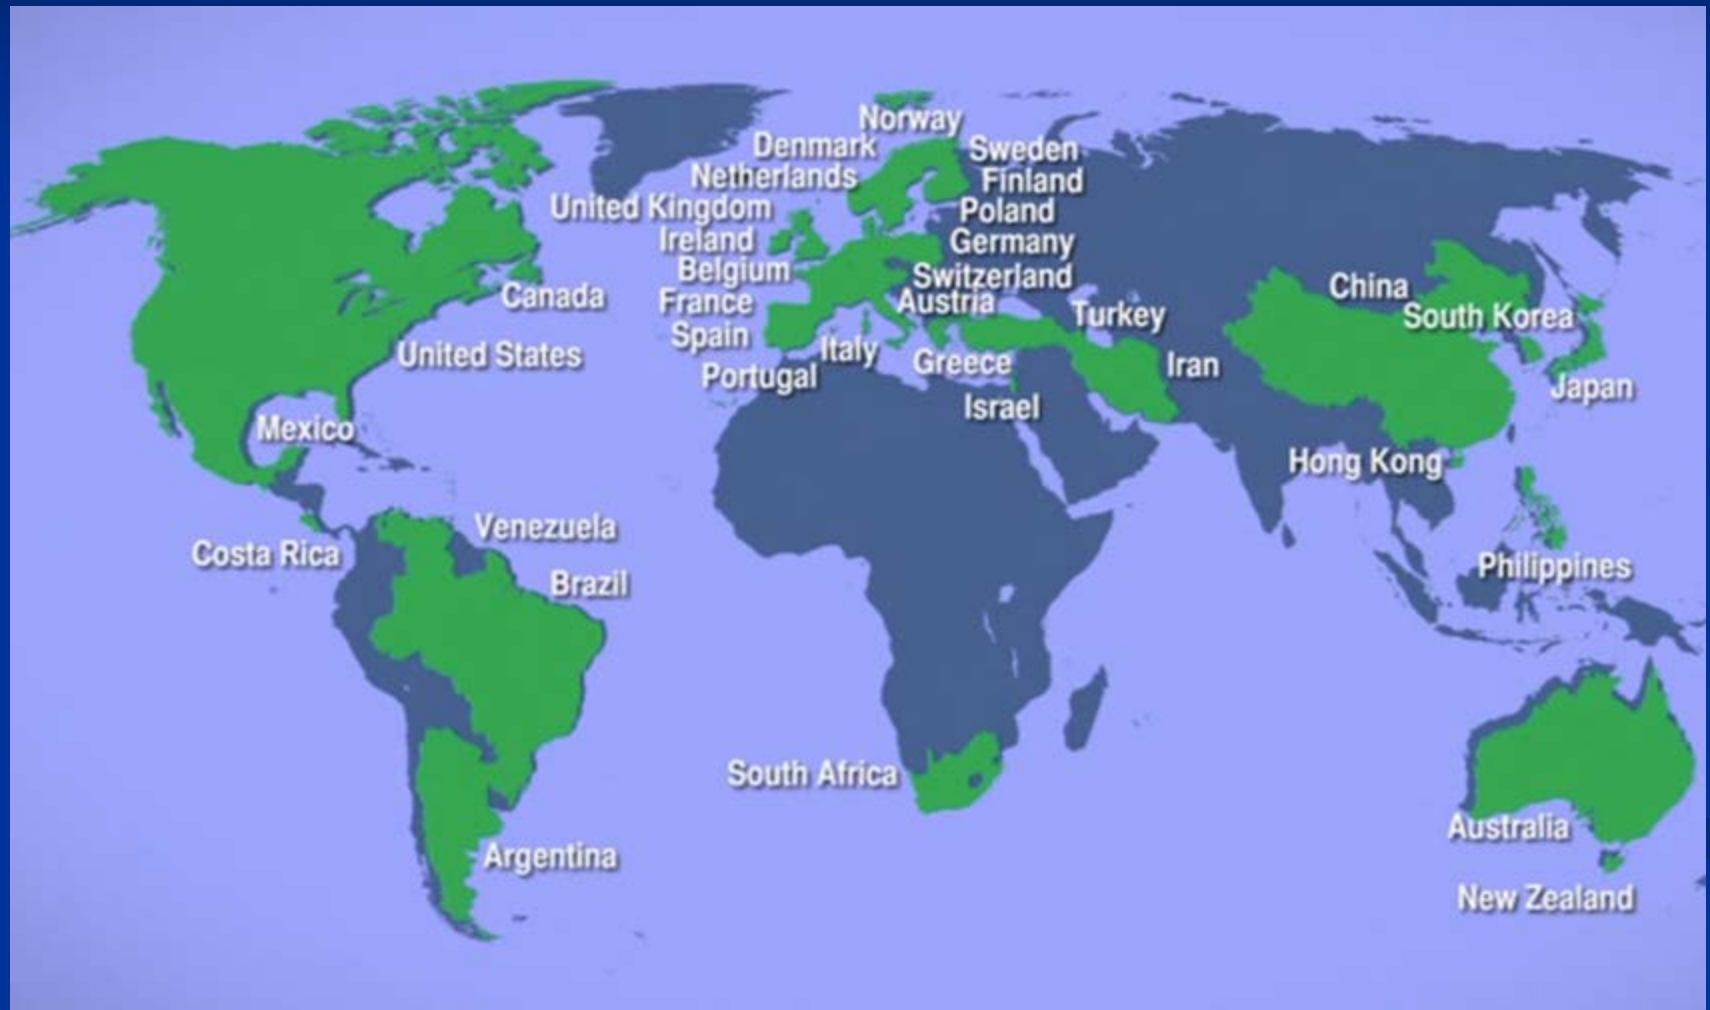 Norway
Denmark
Sweden
Netherlands
Finland
United Kingdom
Poland
Ireland
Germany
Belgium
Switzerland
China
Canada
France
Austria
Turkey
South Korea
Spain
United States
Italy
Greece
Iran
Portugal
Japan
Israel
Mexico
Hong Kong
Venezuela
Costa Rica
Philippines
Brazil
South Africa
Australia
Argentina
New Zealand